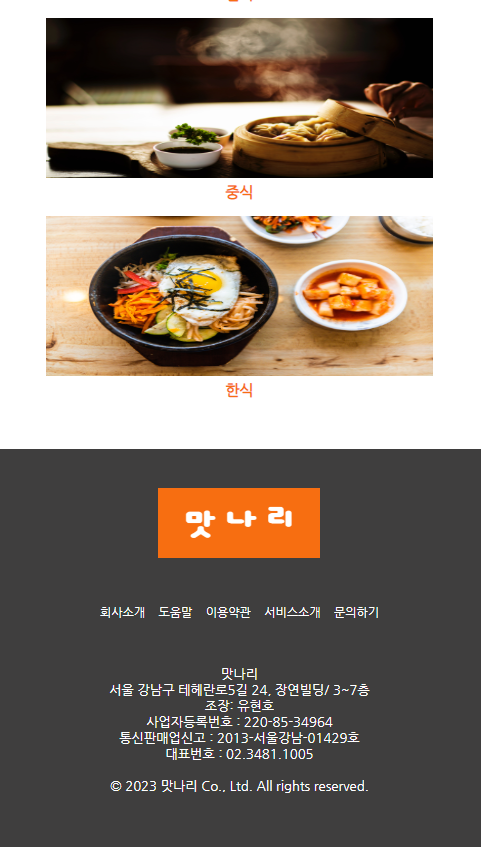 중식
한식
맛나리
회사소개 도움말 이용약관 서비스소개 문의하기
맛나리
서울 강남구 테헤란로5길 24, 장연빌딩/ 3~7층
조장: 유현호
사업자등록번호 : 220-85-34964
통신판매업신고 : 2013-서울강남-01429호
대표번호 : 02.3481.1005
© 2023 맛나리 Co., Ltd. All rights reserved.